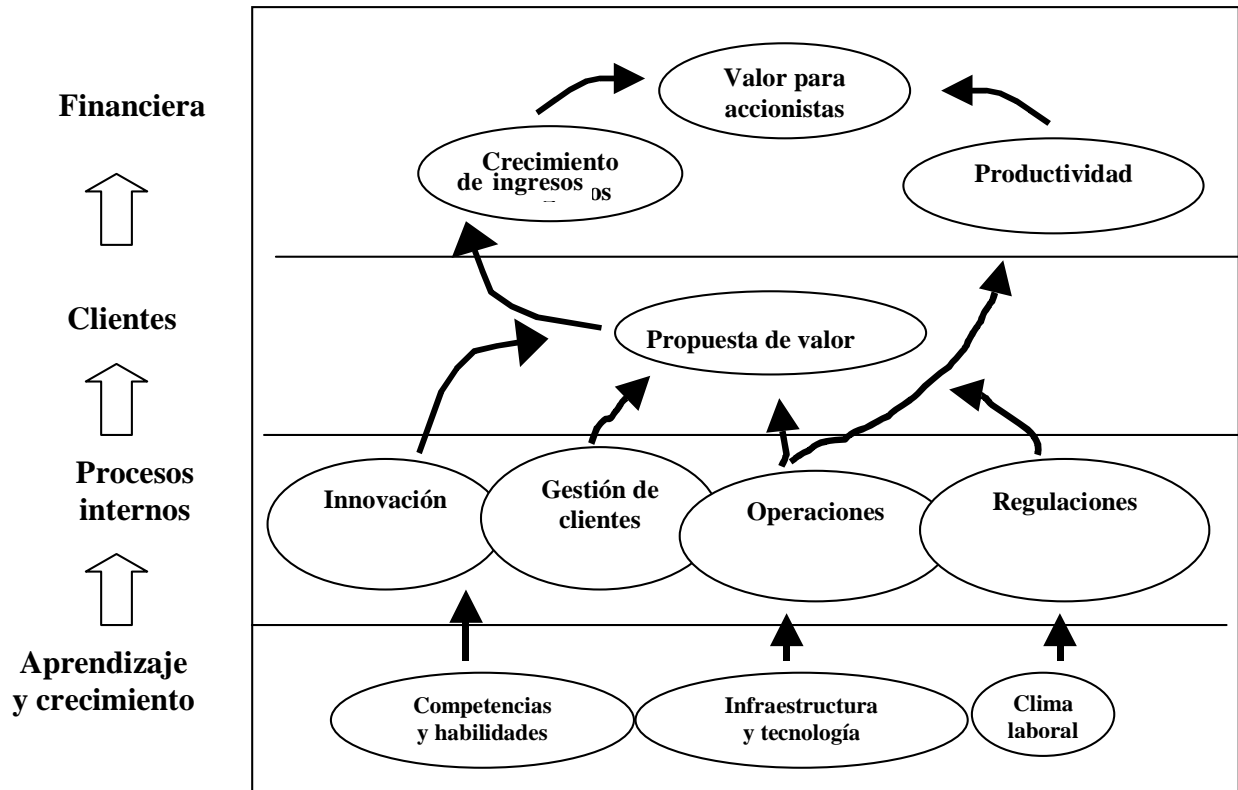 Financiera
Valor para
accionistas
Crecimiento
de ingresos
os
Productividad
Clientes
Propuesta de valor
Procesos
internos
Innovación
Gestión de
clientes
Operaciones
Regulaciones
Aprendizaje
y crecimiento
Competencias
y habilidades
Infraestructura
y tecnología
Clima
laboral